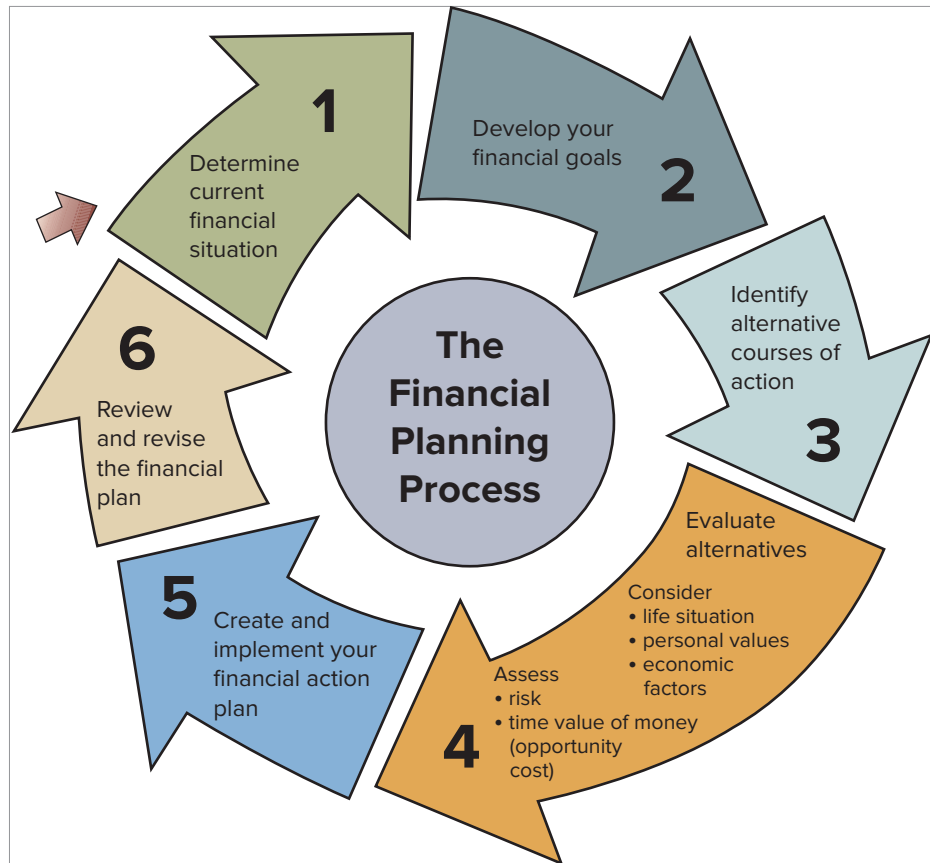 The
Financial
Planning
Process
1
Determine
current
financial
situation
2
Develop your
financial goals
Identify
alternative
courses of
action
3
Evaluate
alternatives
Consider
• life situation
• personal values
• economic
factors
Assess
• risk
• time value of money
(opportunity
cost)
4
5
Create and
implement your
financial action
plan
6
Review
and revise
the financial
plan